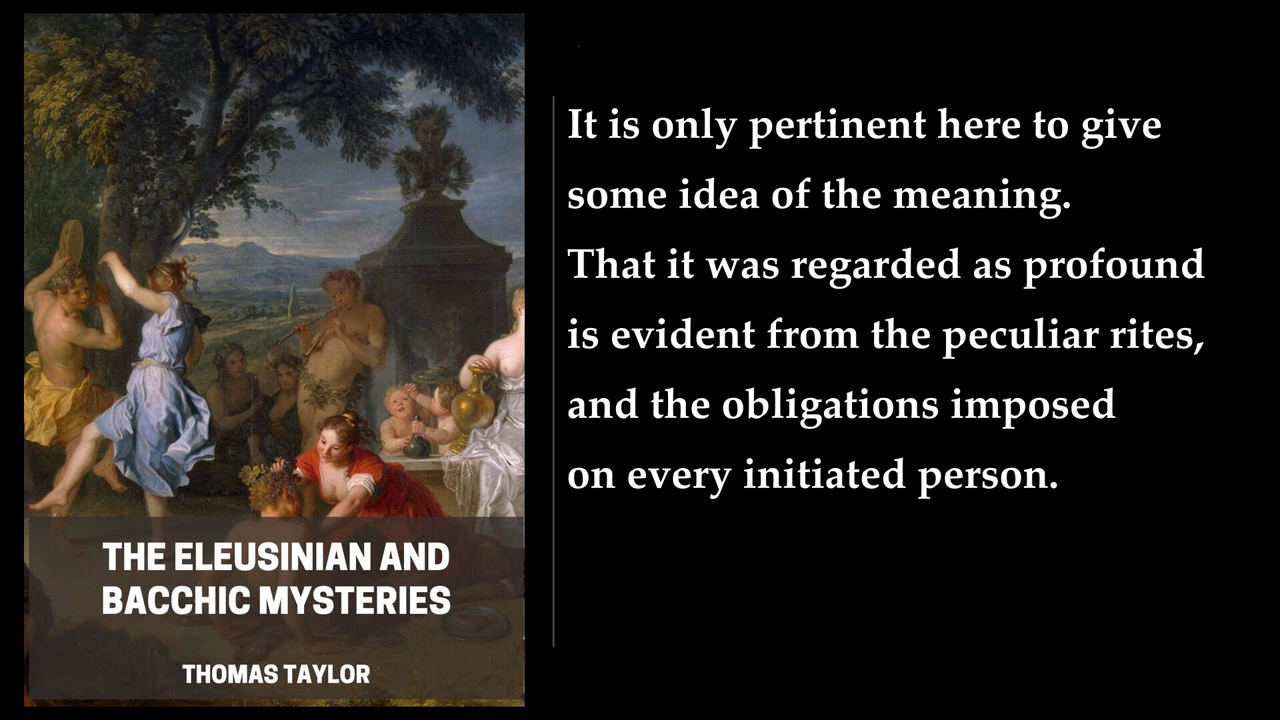 THE ELEUSINIAN AND
BACCHIC MYSTERIES
THOMAS TAYLOR
It is only pertinent here to give
some idea of the meaning.
That it was regarded as profound
is evident from the peculiar rites,
and the obligations imposed
on every initiated person.